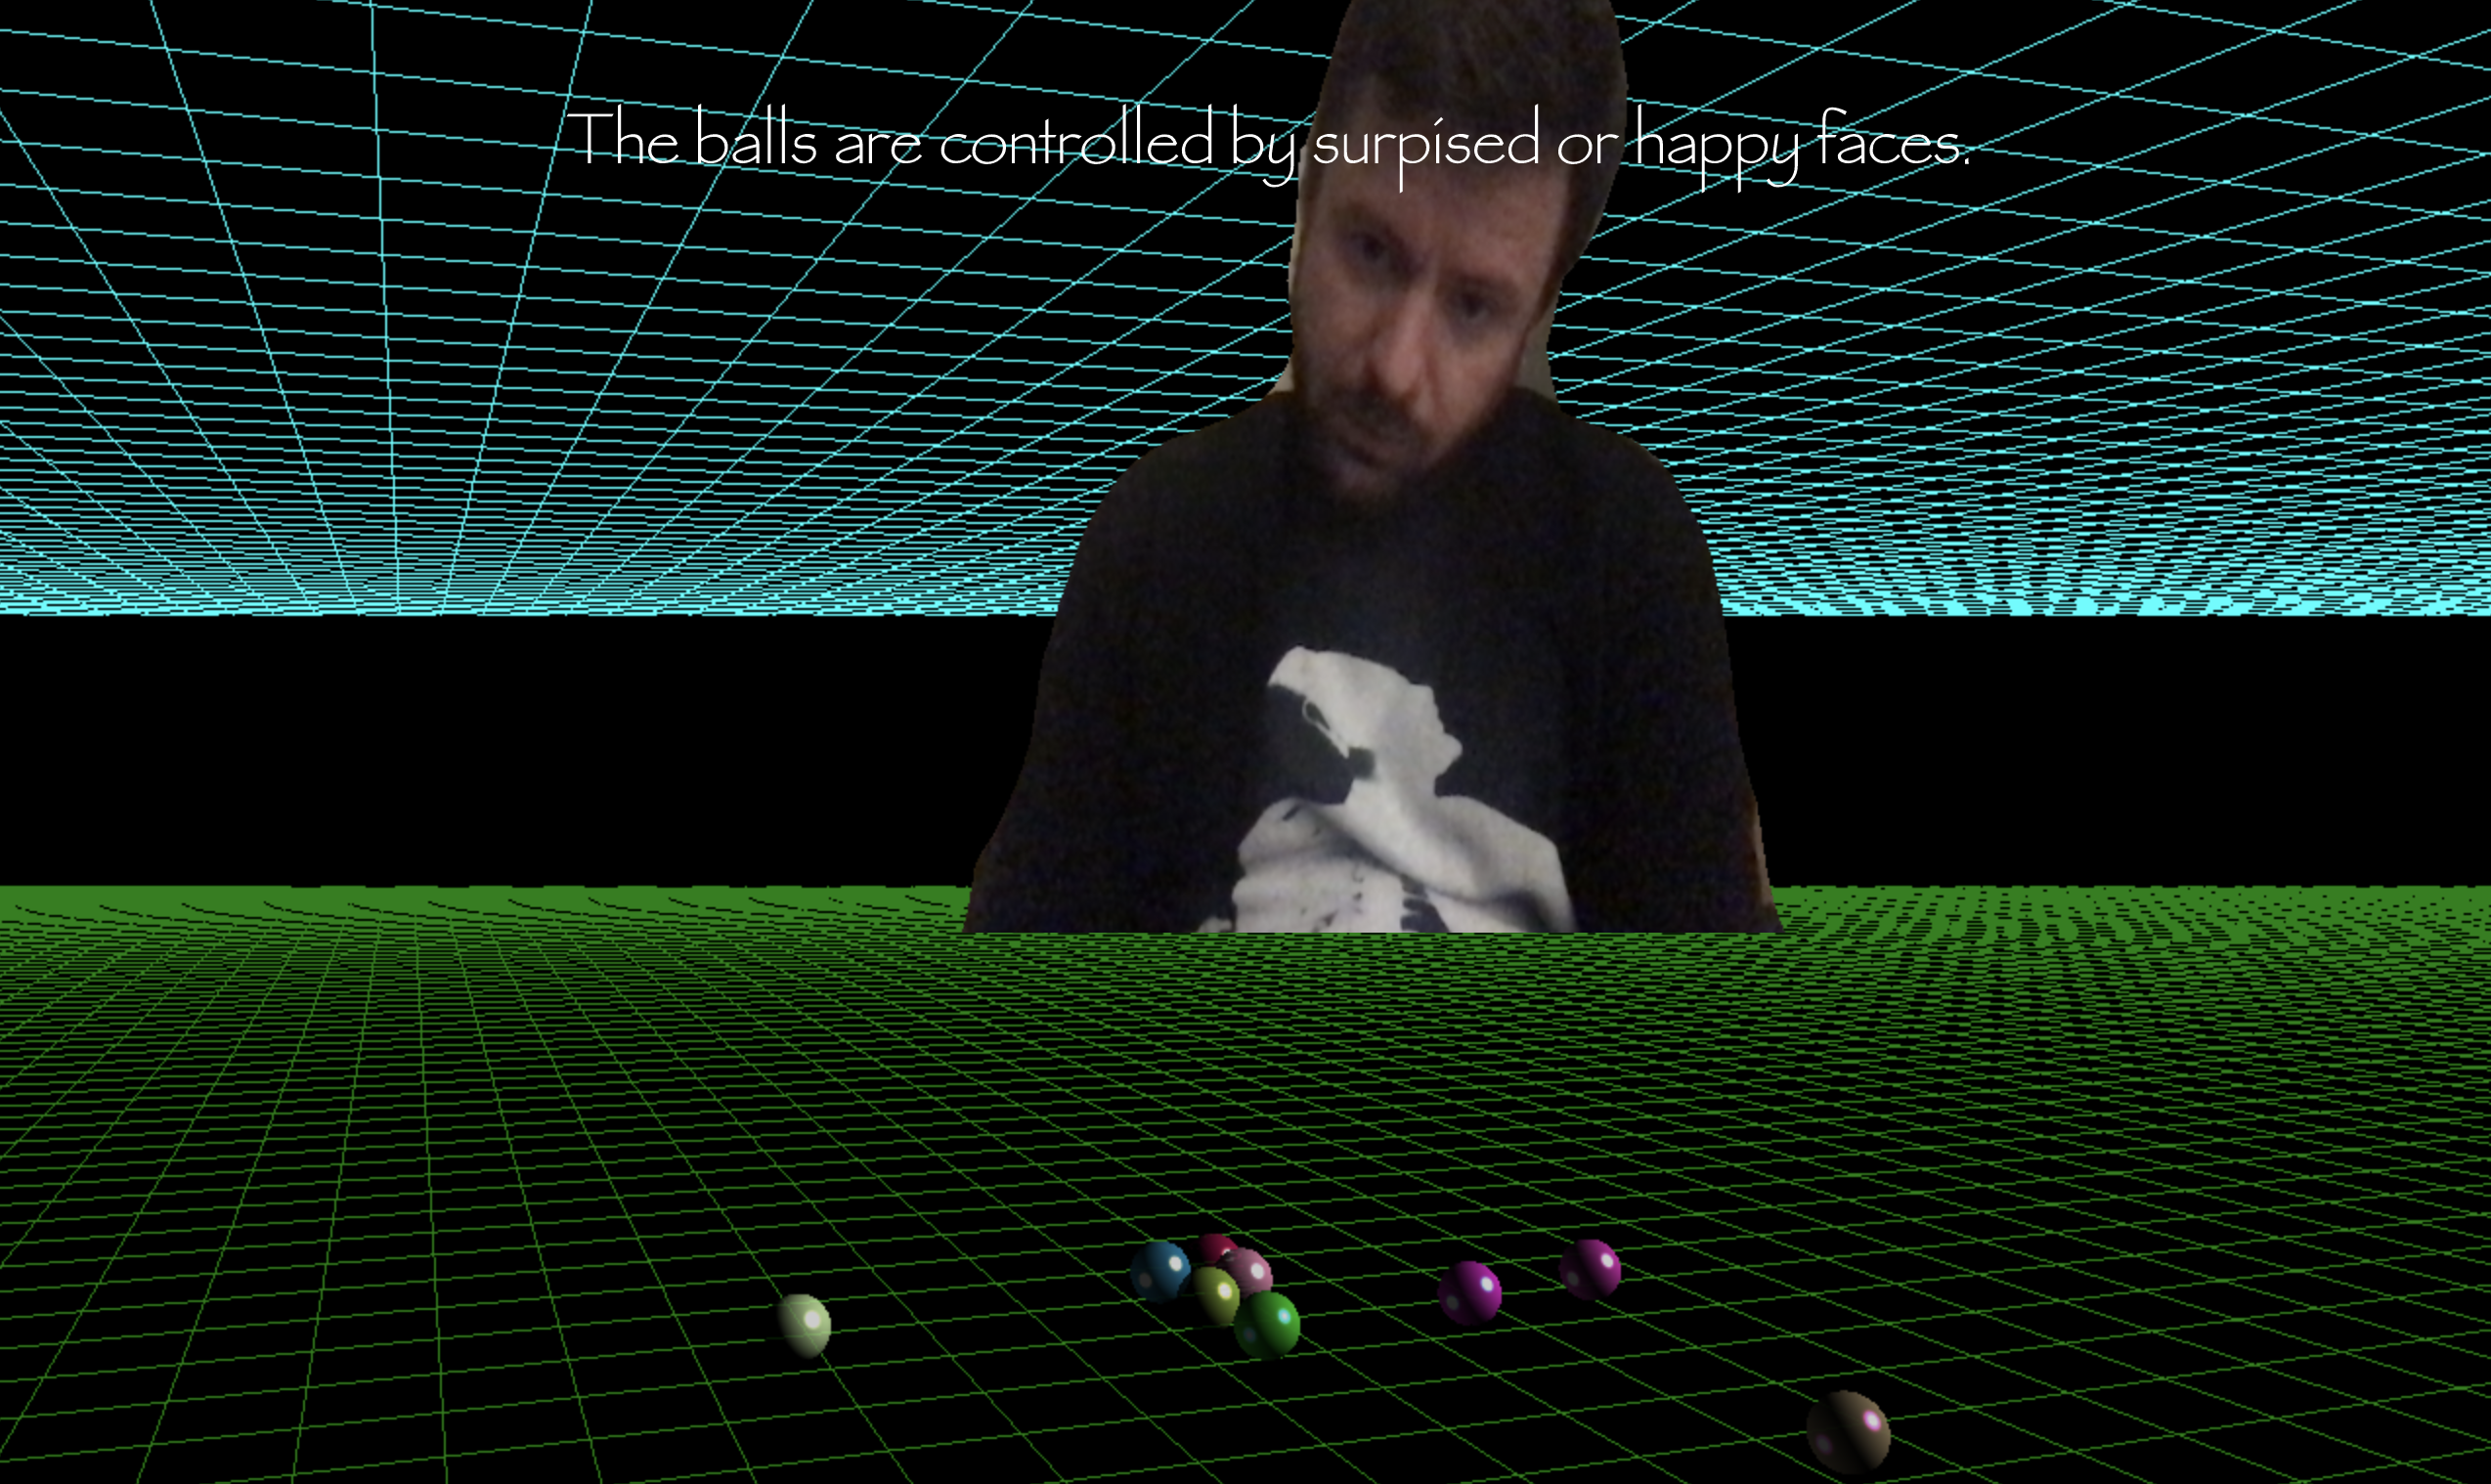 The balls are controlled by surpised or happy faces.